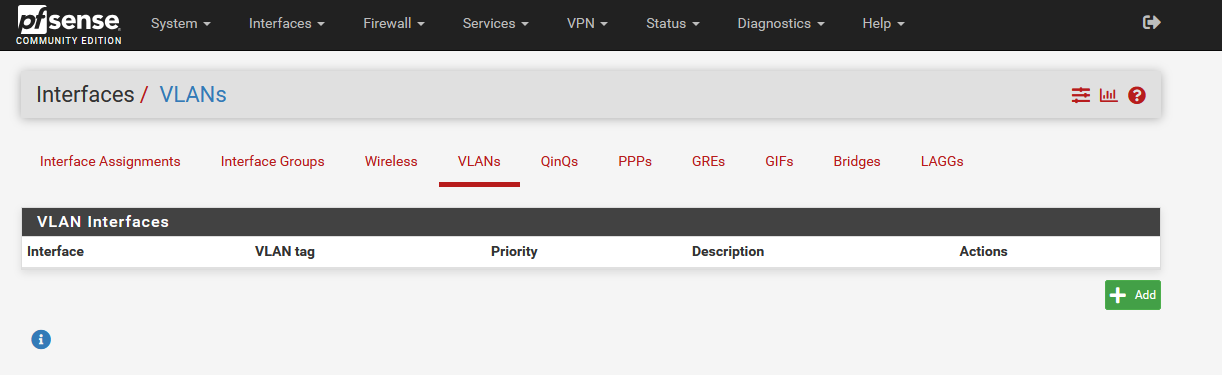 pfsense
COMMUNITY EDITION
System Interfaces Firewall Services VPN Status Diagnostics Help
Interfaces / VLANs
Interface Assignments Interface Groups Wireless VLANs QinQs PPPs GREs GIFs Bridges LAGGs
VLAN Interfaces
Interface VLAN tag Priority Description Actions
Add